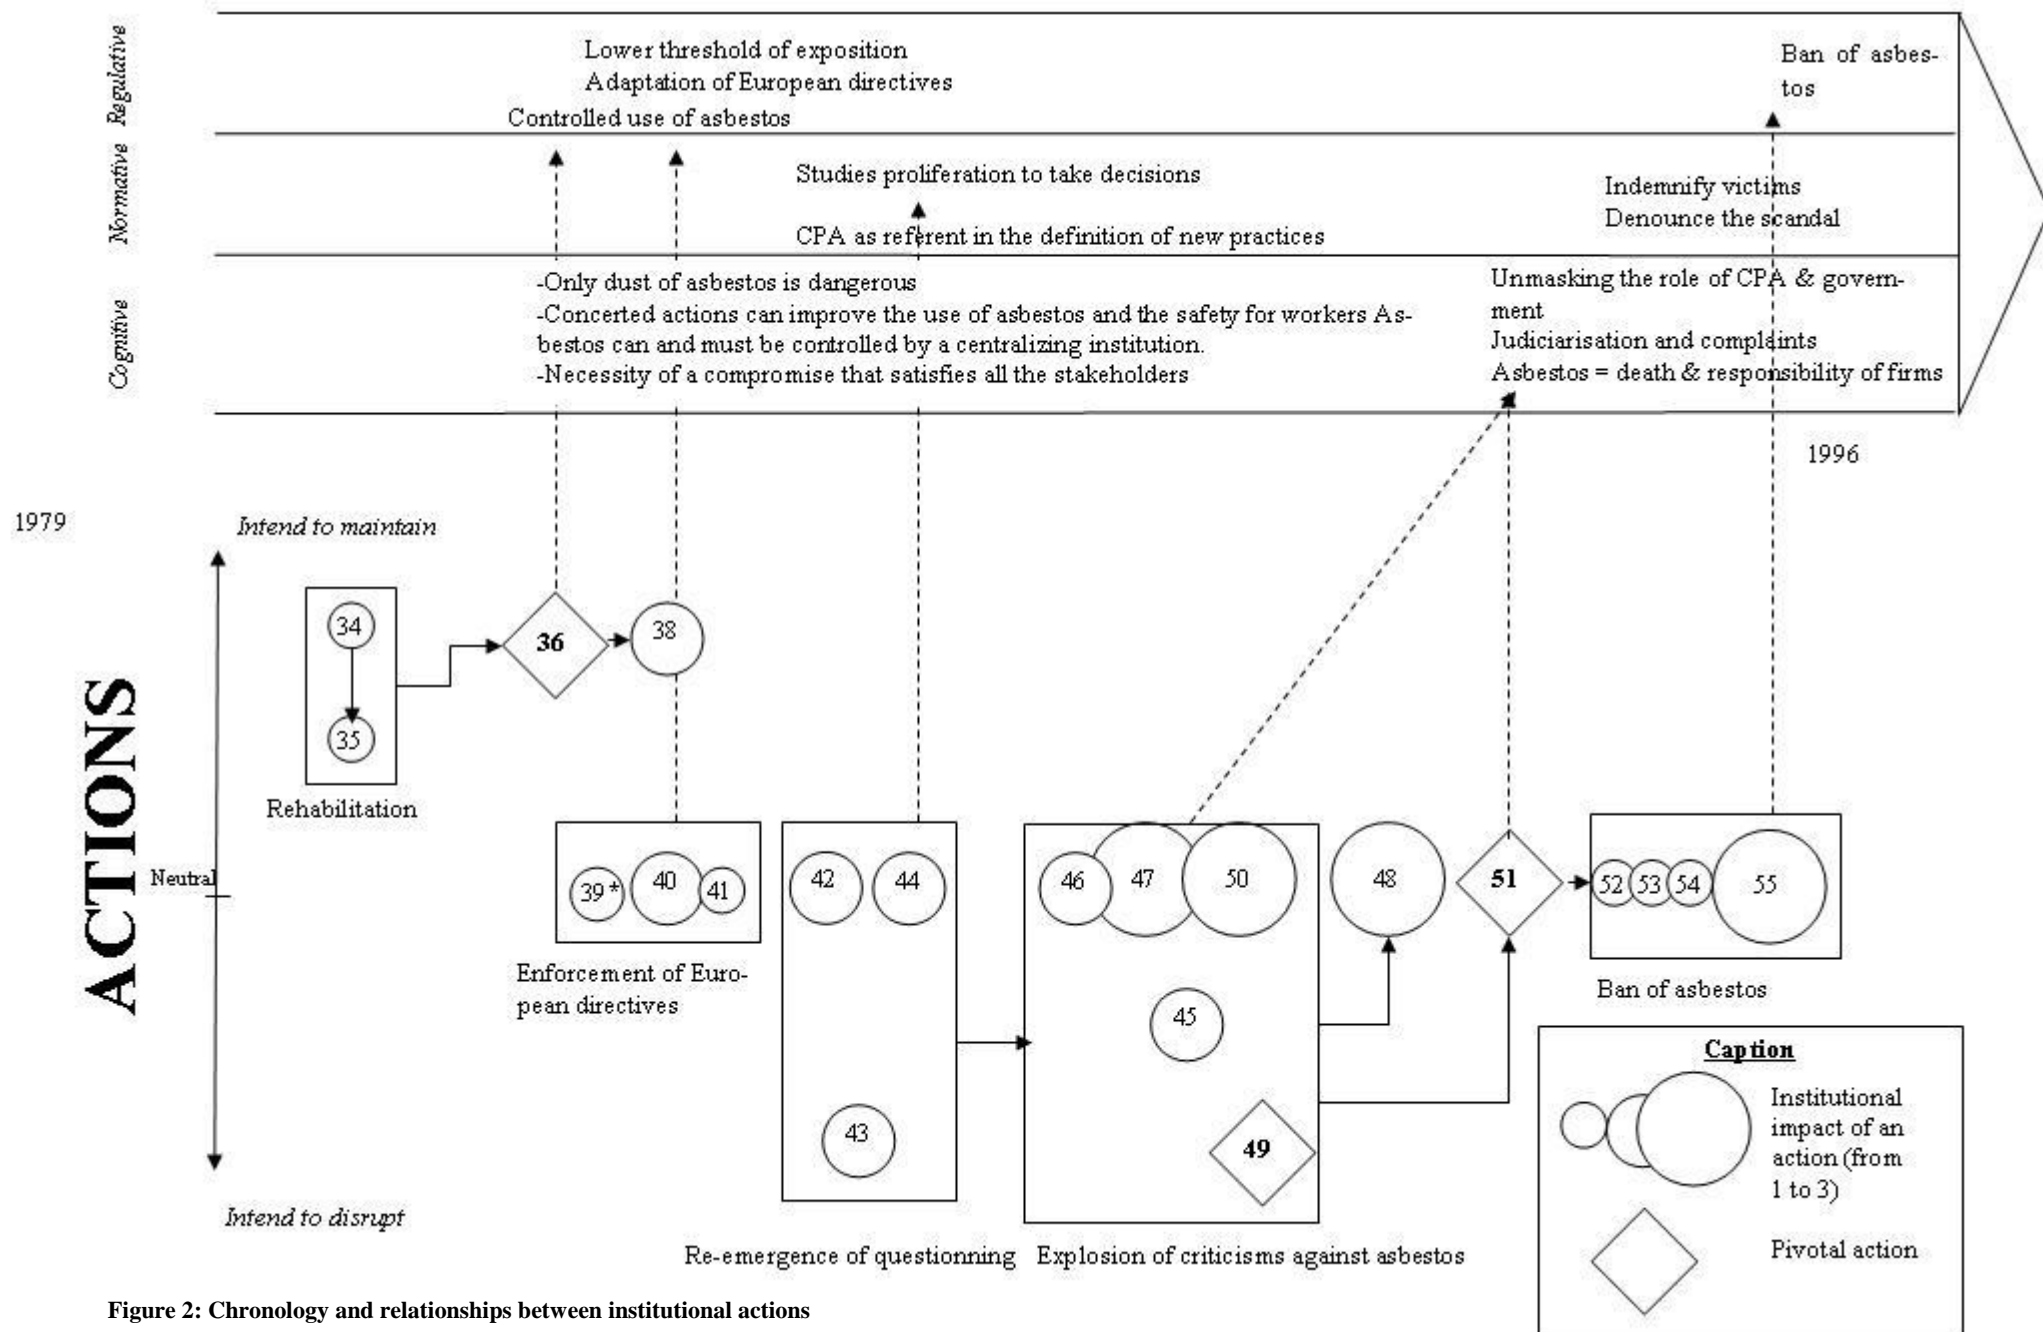 Regulative
Lower threshold of exposition
Adaptation of European directives
Controlled use of asbestos
Ban of asbes-
tos
Normative
Studies proliferation to take decisions
CPA as referent in the definition of new practices
Indemnify victims
Denounce the scandal
Cognitive
-Only dust of asbestos is dangerous
-Concerted actions can improve the use of asbestos and the safety for workers As-
bestos can and must be controlled by a centralizing institution.
-Necessity of a compromise that satisfies all the stakeholders
Unmasking the role of CPA & govern-
ment
Judiciarisation and complaints
Asbestos = death & responsibility of firms
1996
1979
Intend to maintain
ACTIONS
Neutral
Intend to disrupt
34
35
Rehabilitation
36
38
39 *
40
41
Enforcement of Euro-
pean directives
42
44
43
Re-emergence of questionning
46
47
50
45
49
Explosion of criticisms against asbestos
48
51
52
53
54
55
Ban of asbestos
Caption
Institutional
impact of an
action (from
1 to 3)
Pivotal action
Figure 2: Chronology and relationships between institutional actions